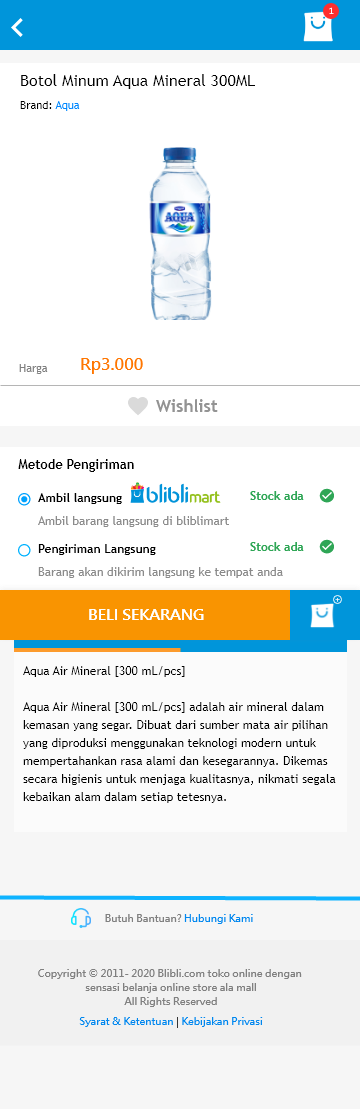 1
Botol Minum Aqua Mineral 300ML
Brand: Aqua
AQUA
Harga Rp3.000
Wishlist
Metode Pengiriman
Ambil langsung bliblimart Stock ada
Ambil barang langsung di bliblimart
Pengiriman Langsung Stock ada
Barang akan dikirim langsung ke tempat anda
BELI SEKARANG
Aqua Air Mineral [300 mL/pcs]
Aqua Air Mineral [300 mL/pcs] adalah air mineral dalam
kemasan yang segar. Dibuat dari sumber mata air pilihan
yang diproduksi menggunakan teknologi modern untuk
mempertahankan rasa alami dan kesegarannya. Dikemas
secara higienis untuk menjaga kualitasnya, nikmati segala
kebaikan alam dalam setiap tetesnya.
Butuh Bantuan? Hubungi Kami
Copyright © 2011- 2020 Blibli.com toko online dengan
sensasi belanja online store ala mall
All Rights Reserved
Syarat & Ketentuan | Kebijakan Privasi